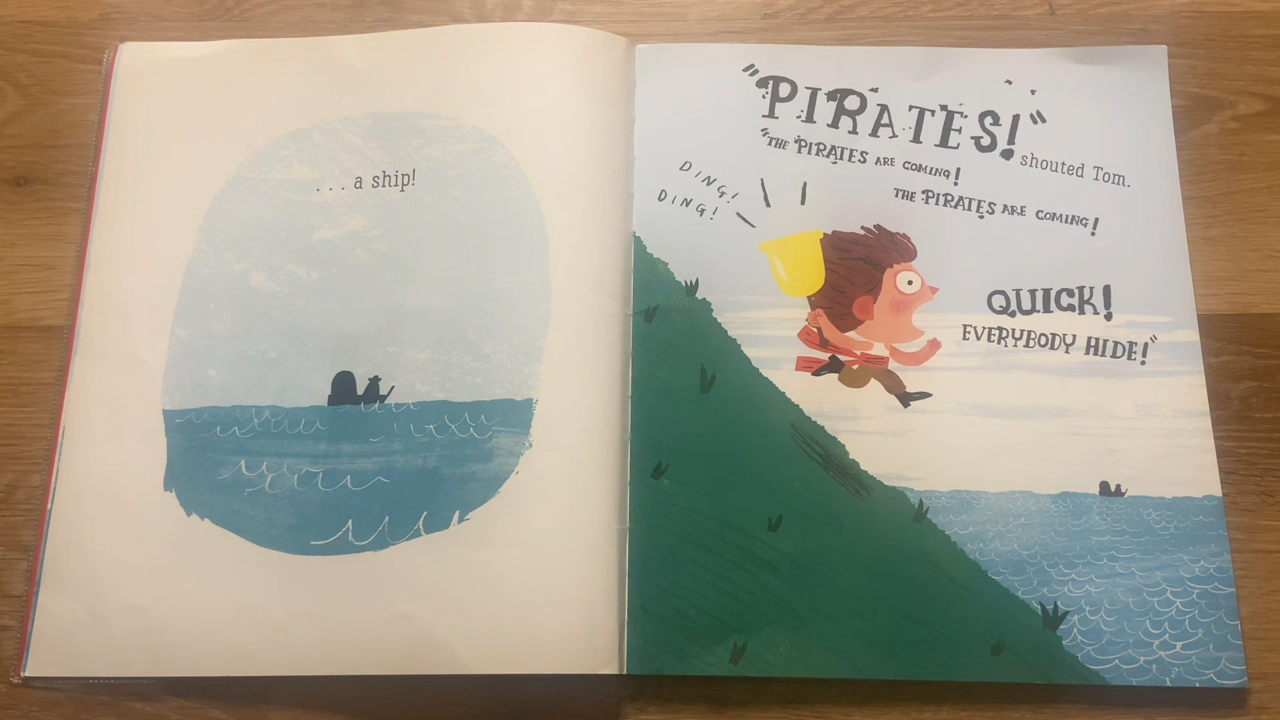 . . . a ship!
"PIRATES!"
shouted Tom.
"THE PIRATES ARE COMING!
THE PIRATES ARE COMING!
DING!
DING!
QUICK!
EVERYBODY HIDE!"